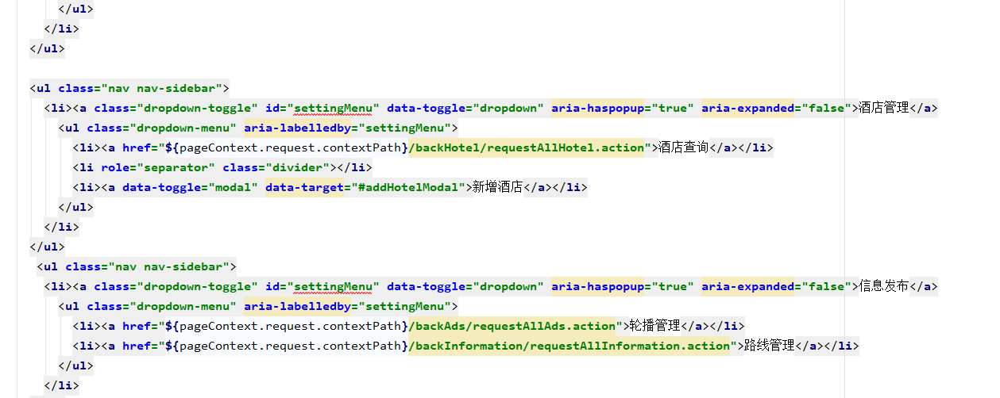 </ul>
</li>
</ul>
<ul class="nav nav-sidebar">
<li><a class="dropdown-toggle" id="settingMenu" data-toggle="dropdown" aria-haspopup="true" aria-expanded="false">酒店管理</a>
<ul class="dropdown-menu" aria-labelledby="settingMenu">
<li><a href="${pageContext.request.contextPath}/backHotel/requestAllHotel.action">酒店查询</a></li>
<li role="separator" class="divider"></li>
<li><a data-toggle="modal" data-target="#addHotelModal">新增酒店</a></li>
</ul>
</li>
</ul>
<ul class="nav nav-sidebar">
<li><a class="dropdown-toggle" id="settingMenu" data-toggle="dropdown" aria-haspopup="true" aria-expanded="false">信息发布</a>
<ul class="dropdown-menu" aria-labelledby="settingMenu">
<li><a href="${pageContext.request.contextPath}/backAds/requestAllAds.action">轮播管理</a></li>
<li><a href="${pageContext.request.contextPath}/backInformation/requestAllInformation.action">路线管理</a></li>
</ul>
</li>